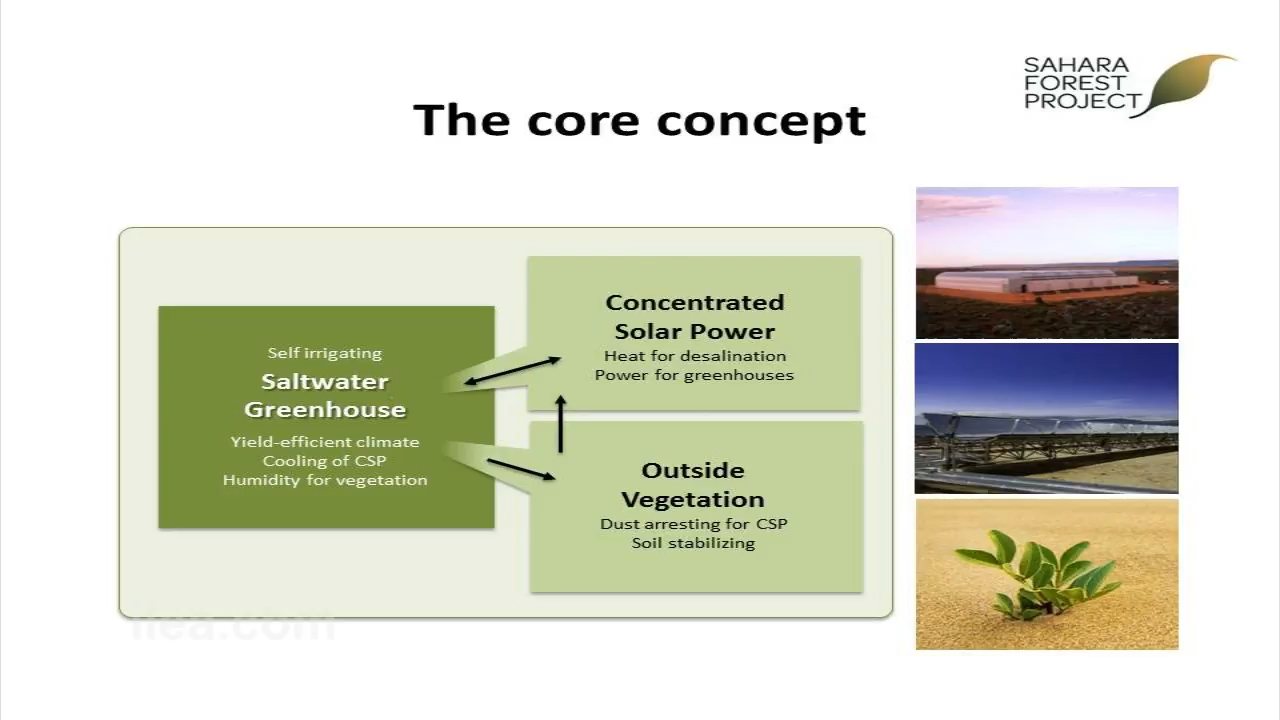 SAHARA
FOREST
PROJECT
The core concept
Self irrigating
Saltwater
Greenhouse
Yield-efficient climate
Cooling of CSP
Humidity for vegetation
Concentrated
Solar Power
Heat for desalination
Power for greenhouses
Outside
Vegetation
Dust arresting for CSP
Soil stabilizing